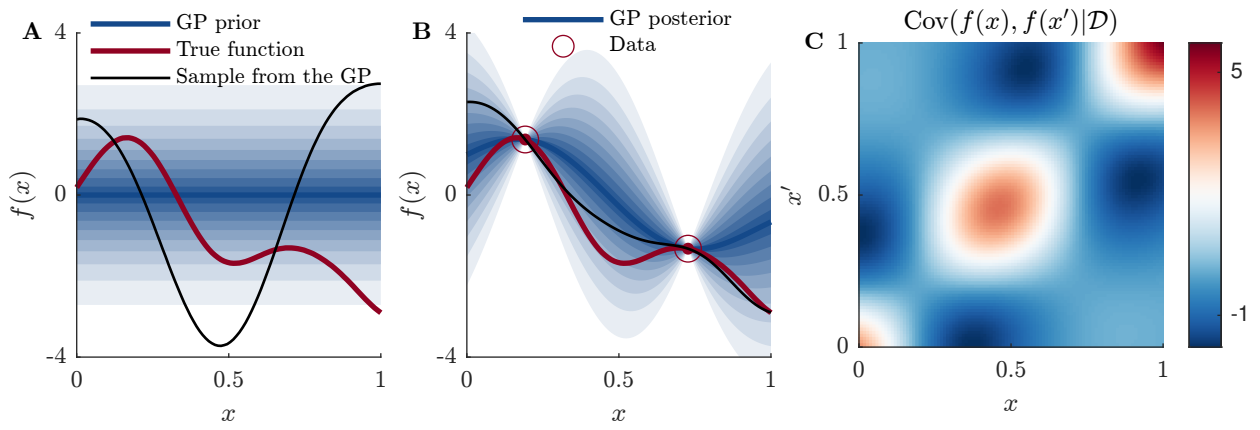 A
GP prior
True function
Sample from the GP
4
0
-4
f(x)
0
0.5
1
x
B
GP posterior
Data
4
0
-4
f(x)
0
0.5
1
x
C
Cov(f(x), f(x′)|𝒟)
1
0.5
0
x′
0
0.5
1
x
5
-1